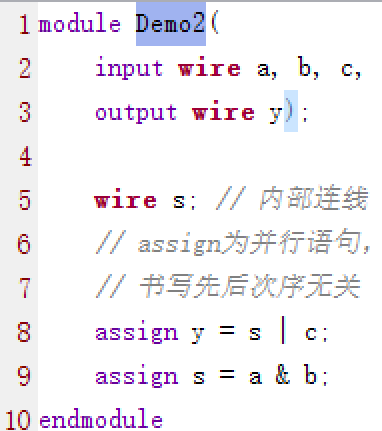 1 module Demo2(
2 input wire a, b, c,
3 output wire y);
4
5 wire s; // 内部连线
6 // assign为并行语句,
7 // 书写先后次序无关
8 assign y = s | c;
9 assign s = a & b;
10 endmodule